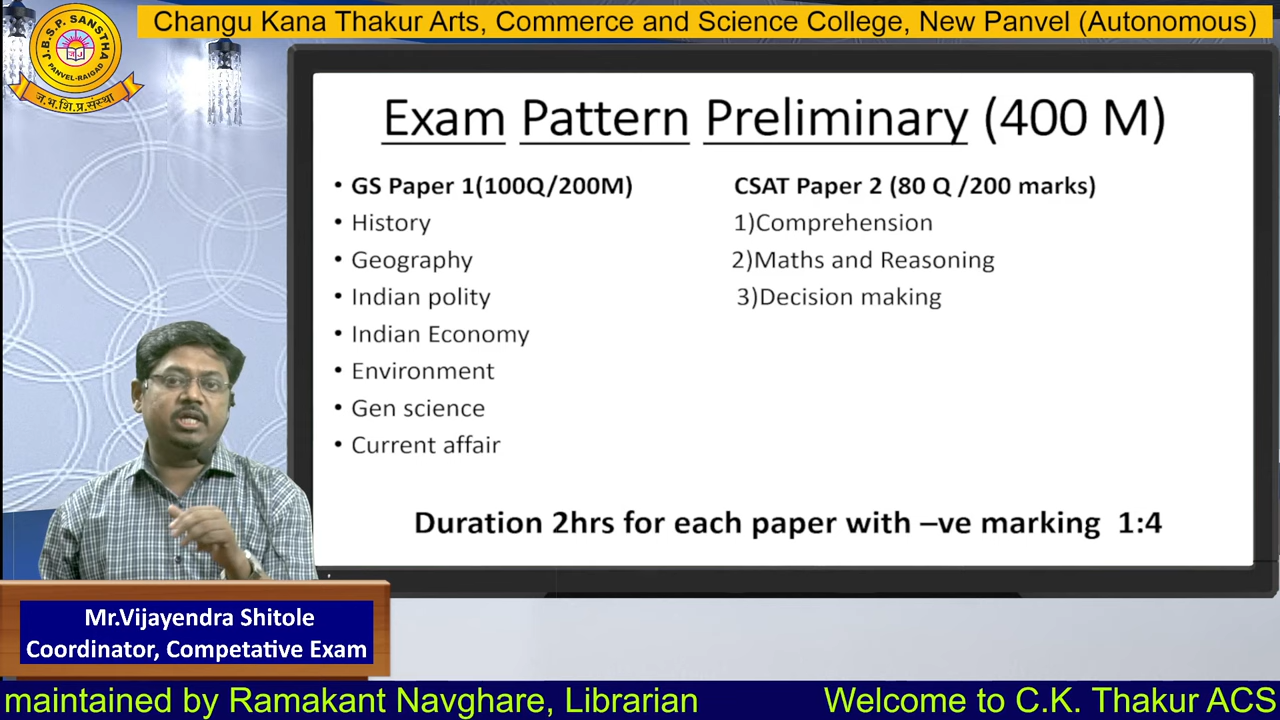 Changu Kana Thakur Arts, Commerce and Science College, New Panvel (Autonomous)
J.B.S.P. SANSTHA
PANVEL-RAIGAD
ज.भ.शि.प्र.संस्था
Exam Pattern Preliminary (400 M)
• GS Paper 1(100Q/200M)
• History
• Geography
• Indian polity
• Indian Economy
• Environment
• Gen science
• Current affair
CSAT Paper 2 (80 Q /200 marks)
1)Comprehension
2)Maths and Reasoning
3)Decision making
Duration 2hrs for each paper with –ve marking 1:4
Mr.Vijayendra Shitole
Coordinator, Competative Exam
maintained by Ramakant Navghare, Librarian Welcome to C.K. Thakur ACS